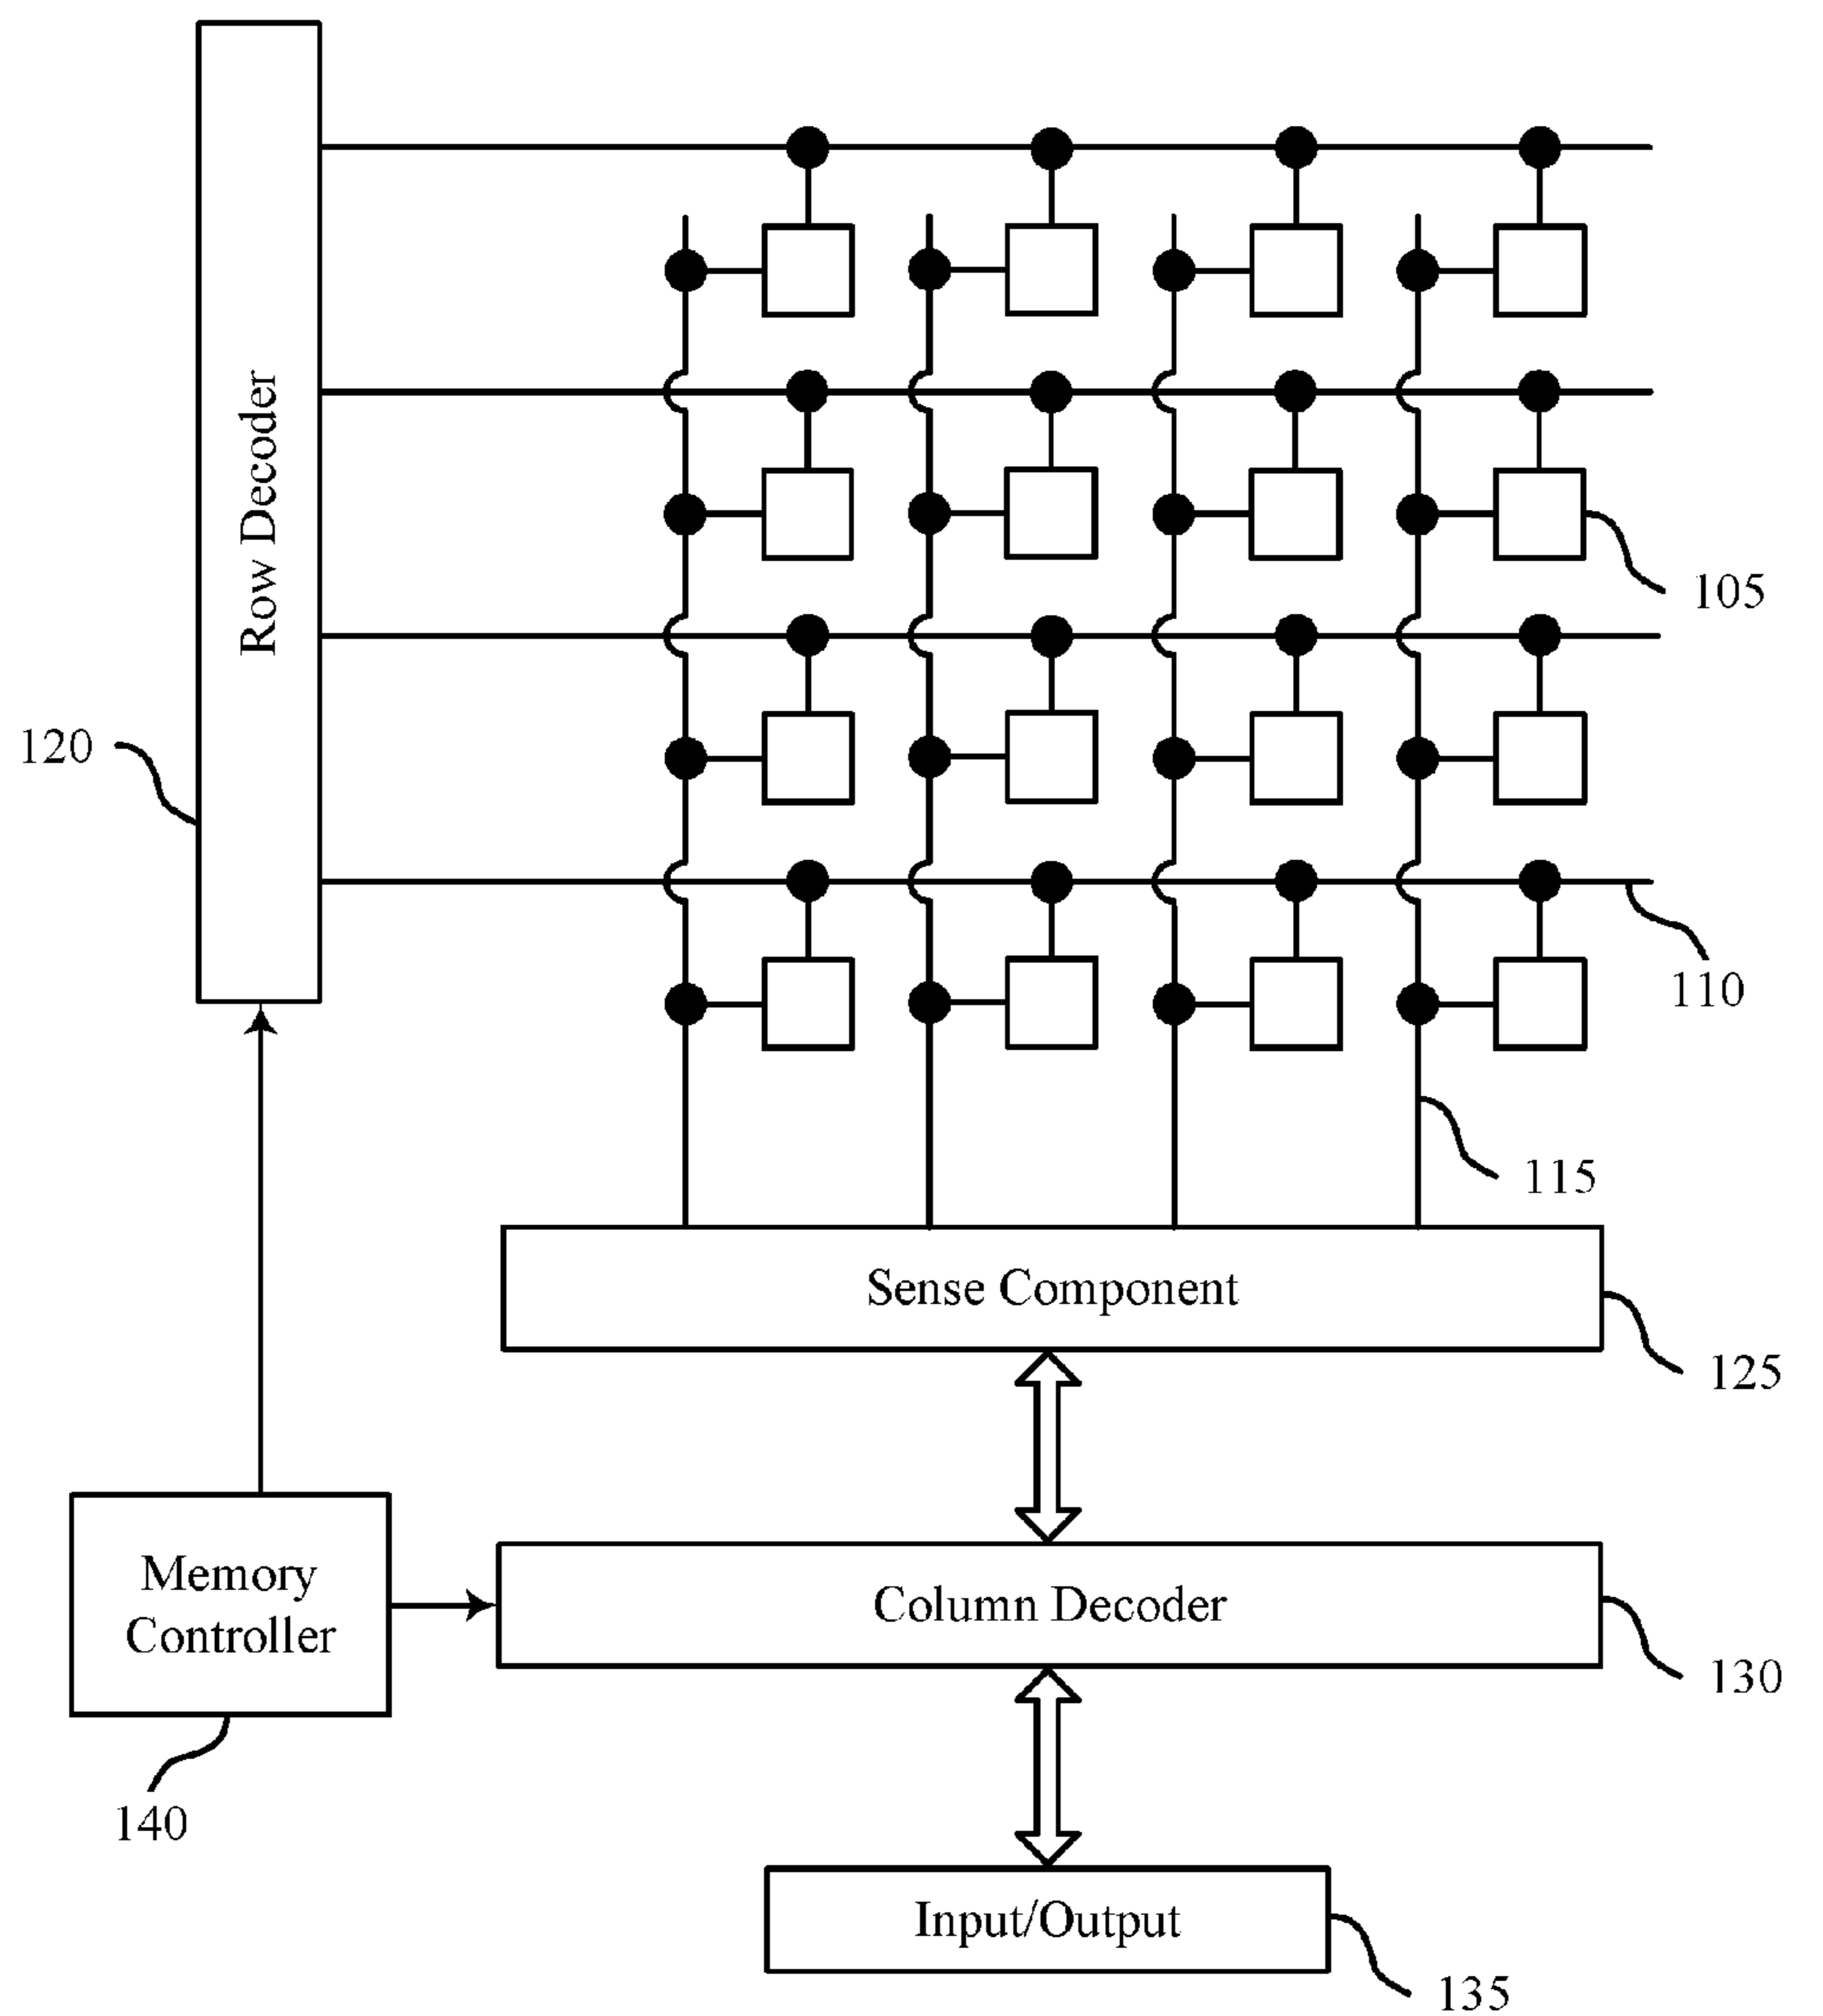 Row Decoder
105
120
110
115
Sense Component
125
Memory
Controller
Column Decoder
130
140
Input/Output
135